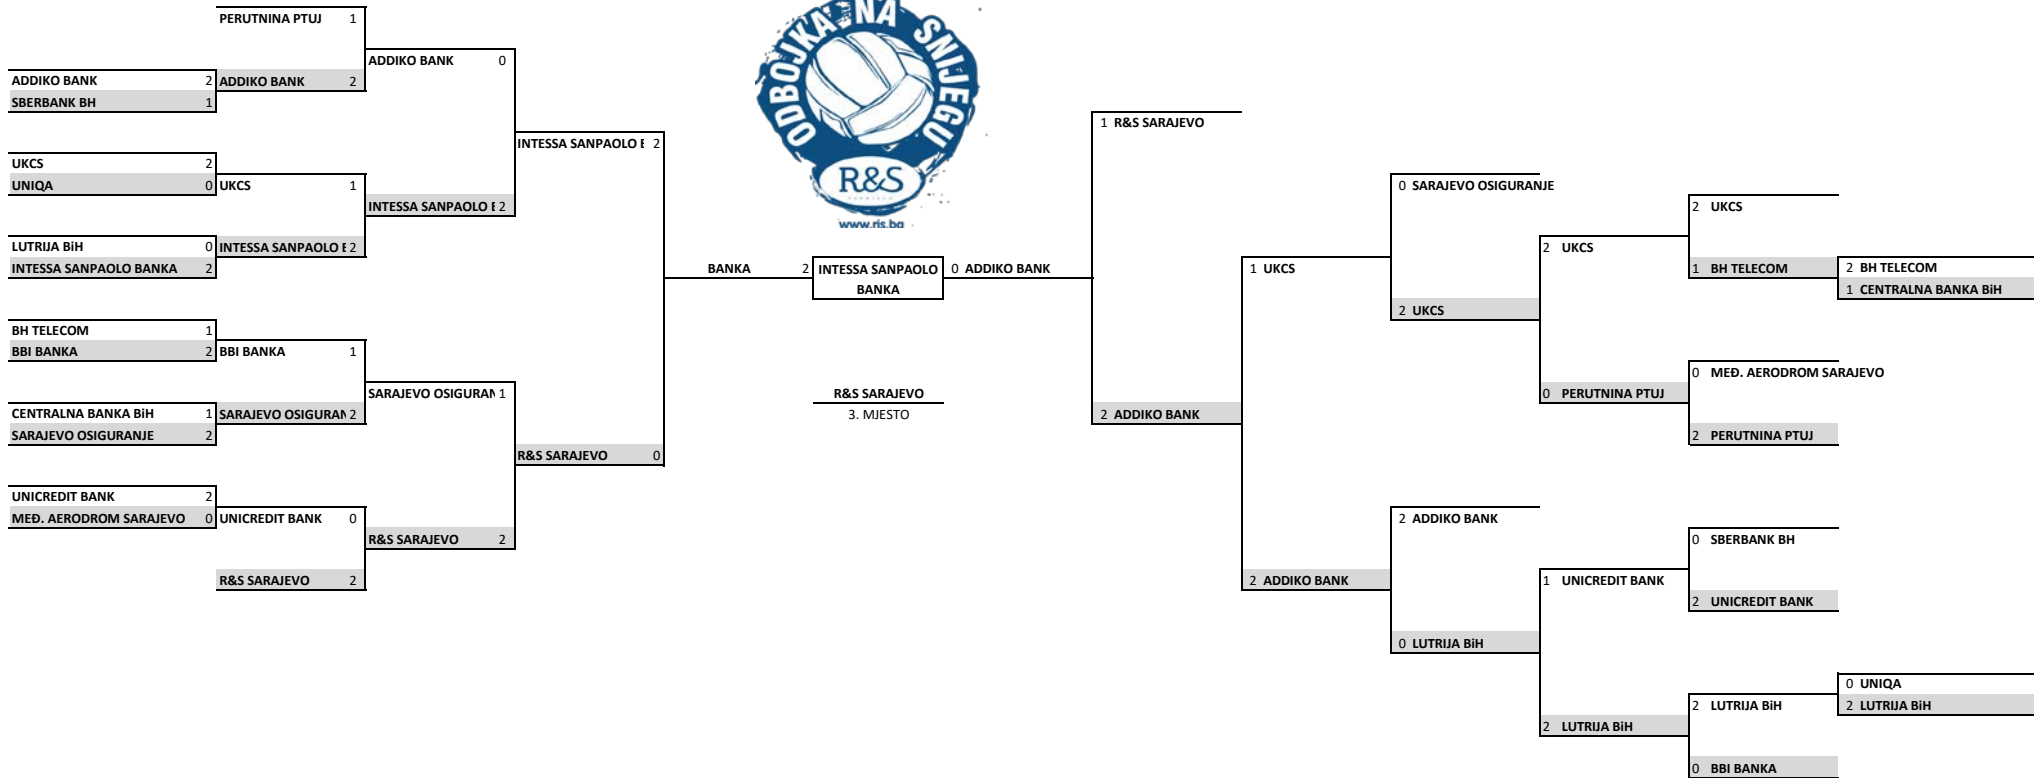 PERUTNINA PTUJ 1
ADDIKO BANK 0
ADDIKO BANK 2
ADDIKO BANK 2
SBERBANK BH 1
INTESSA SANPAOLO 2
UKCS 2
UNIQA 0
UKCS 1
INTESSA SANPAOLO 2
LUTRIJA BiH 0
INTESSA SANPAOLO 2
INTESSA SANPAOLO BANKA 2
BH TELECOM 1
BBI BANKA 2
BBI BANKA 1
SARAJEVO OSIGURAN 1
CENTRALNA BANKA BiH 1
SARAJEVO OSIGURAN 2
SARAJEVO OSIGURANJE 2
R&S SARAJEVO 0
UNICREDIT BANK 2
MEĐ. AERODROM SARAJEVO 0
UNICREDIT BANK 0
R&S SARAJEVO 2
R&S SARAJEVO 2
ODBOJKA NA SNIJEGU
R&S
SARAJEVO
www.ris.ba
BANKA 2
INTESSA SANPAOLO
BANKA
0 ADDIKO BANK
R&S SARAJEVO
3. MJESTO
1 R&S SARAJEVO
2 ADDIKO BANK
1 UKCS
2 ADDIKO BANK
0 SARAJEVO OSIGURANJE
2 UKCS
2 ADDIKO BANK
0 LUTRIJA BiH
2 UKCS
0 PERUTNINA PTUJ
1 UNICREDIT BANK
2 LUTRIJA BiH
2 UKCS
1 BH TELECOM
0 MEĐ. AERODROM SARAJEVO
2 PERUTNINA PTUJ
0 SBERBANK BH
2 UNICREDIT BANK
2 LUTRIJA BiH
0 BBI BANKA
2 BH TELECOM
1 CENTRALNA BANKA BiH
0 UNIQA
2 LUTRIJA BiH